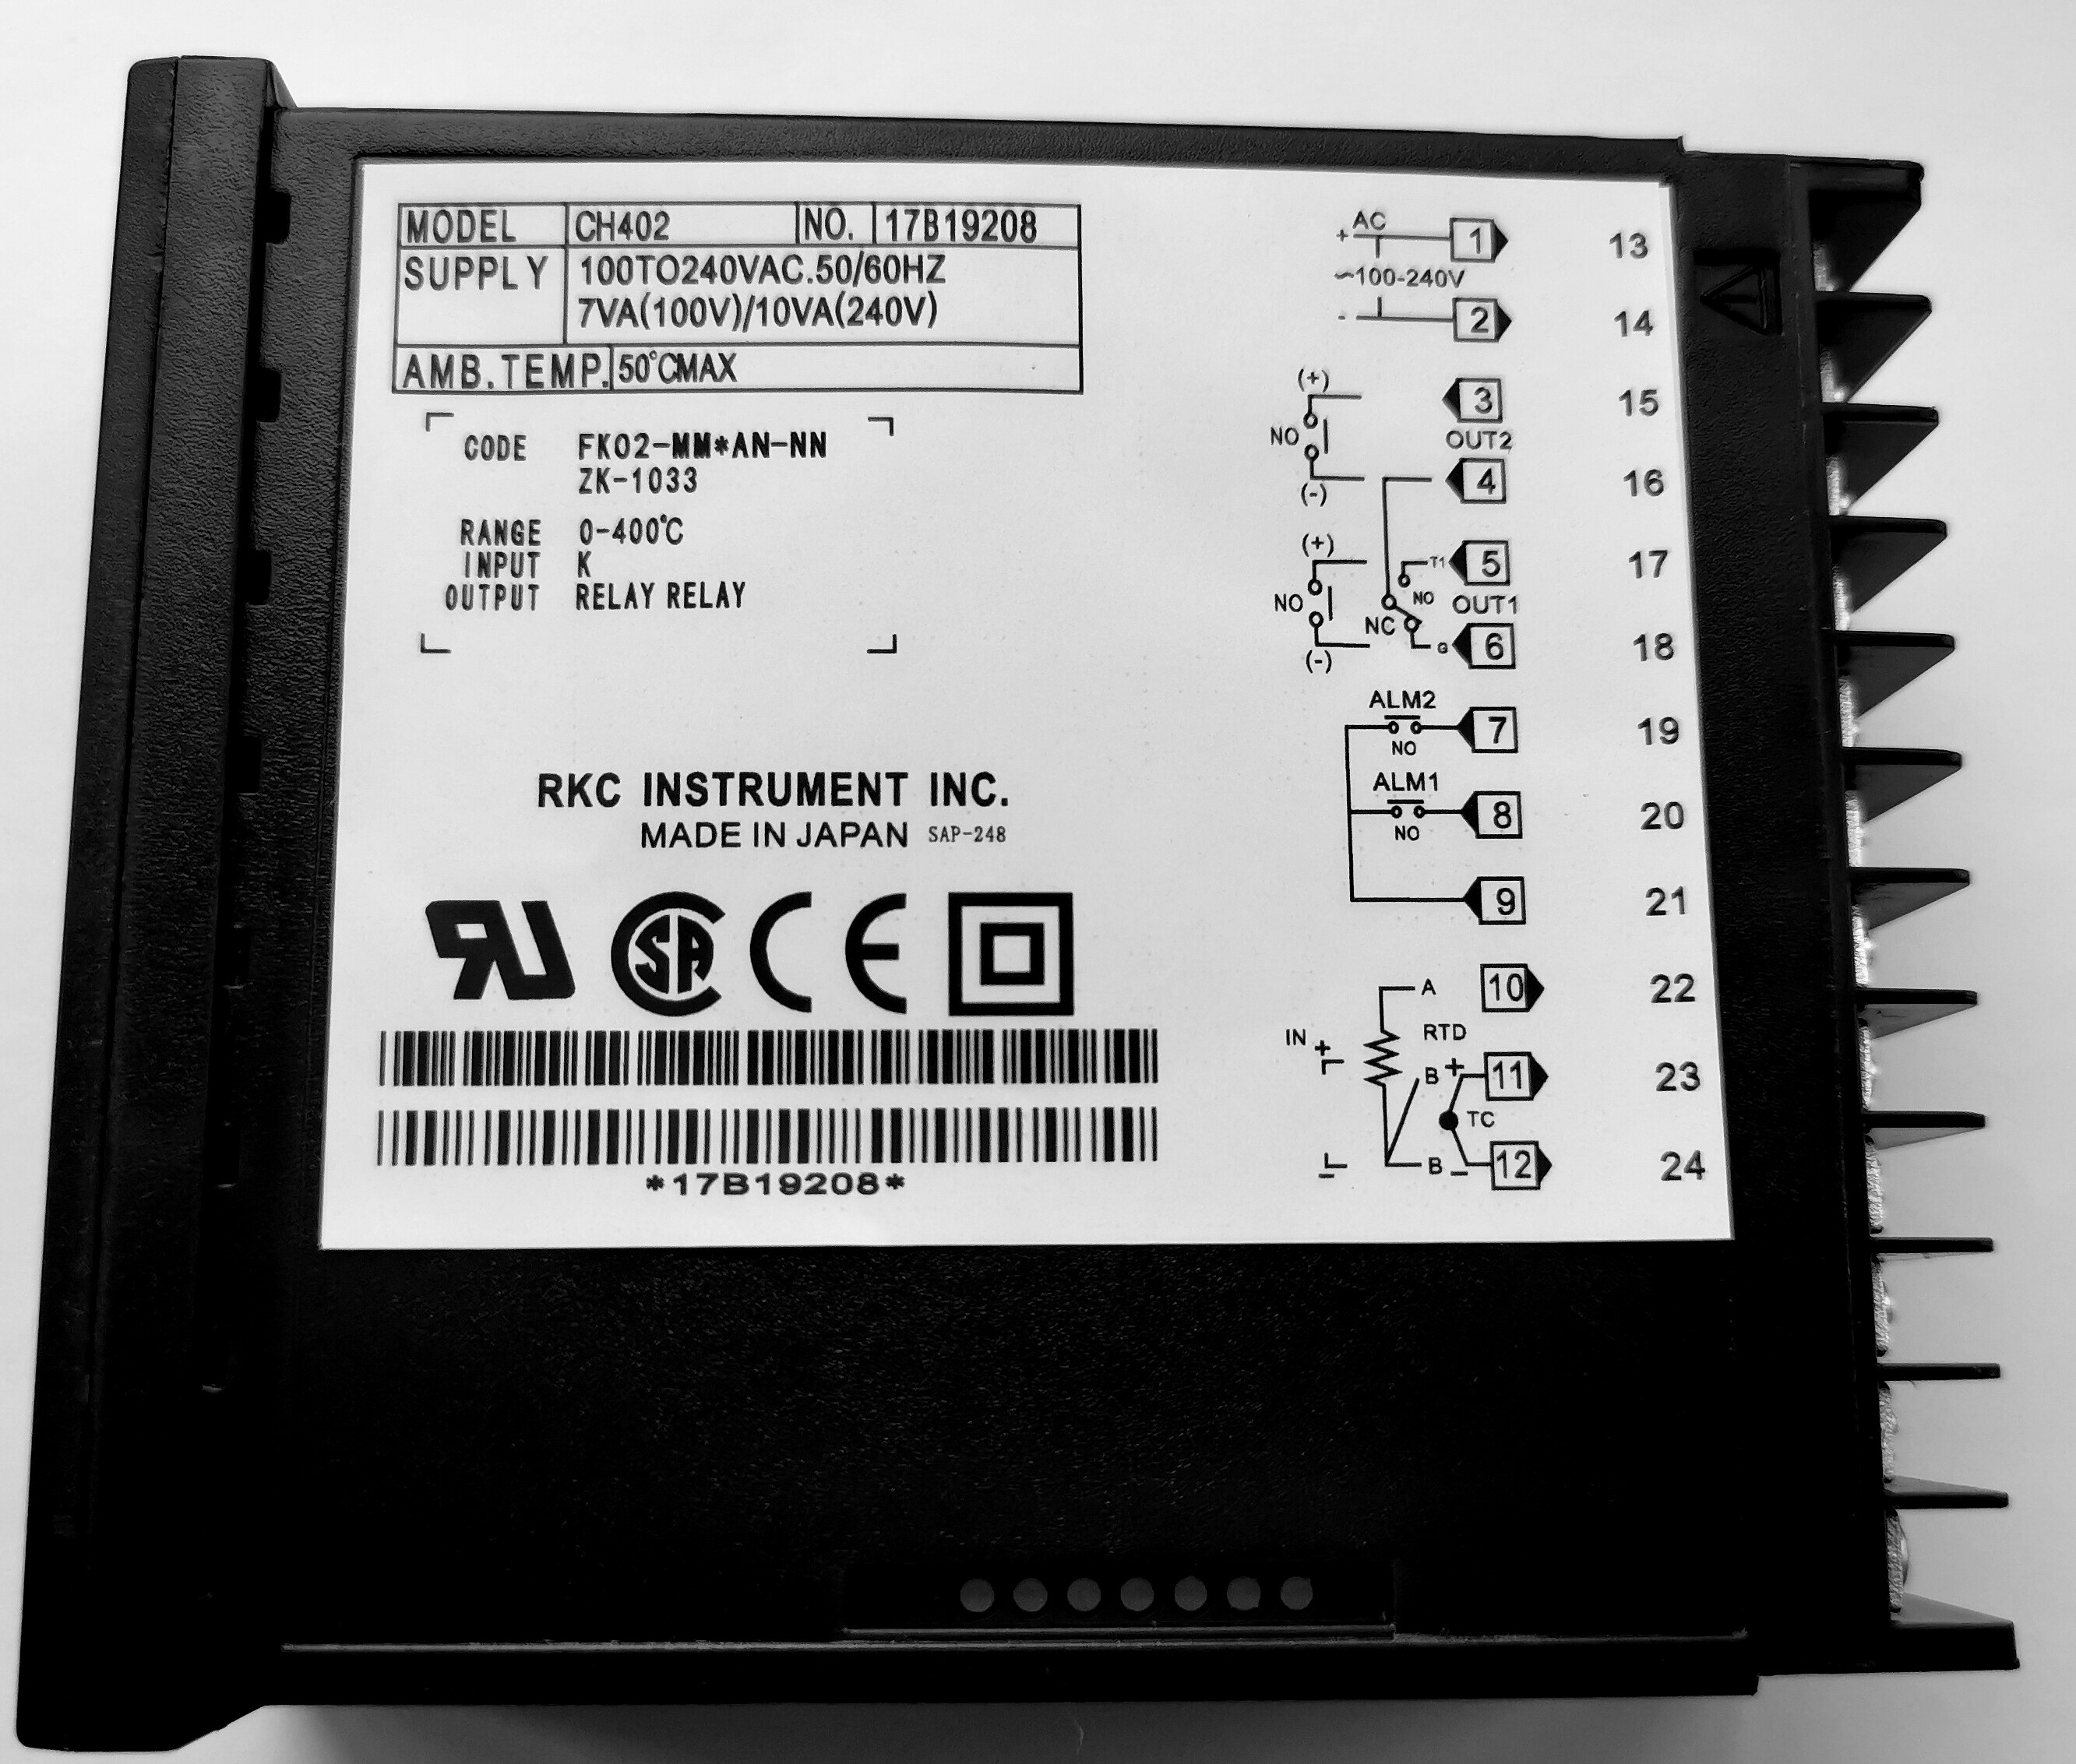 MODEL CH402 NO. 17B19208
SUPPLY 100TO240VAC.50/60HZ
7VA(100V)/10VA(240V)
AMB.TEMP. 50°CMAX
CODE FK02-MM*AN-NN
ZK-1033
RANGE 0-400℃
INPUT K
OUTPUT RELAY RELAY
RKC INSTRUMENT INC.
MADE IN JAPAN SAP-248
UR CSA CE
*17B19208*
+ AC 1 13
~100-240V
- 2 14
(+) 3 15
NO OUT2
(-) 4 16
(+) T1 5 17
NO NO OUT1
NC
(-) G 6 18
ALM2
7 19
NO
ALM1
8 20
NO
9 21
A 10 22
IN + RTD
B + 11 23
TC
- B - 12 24